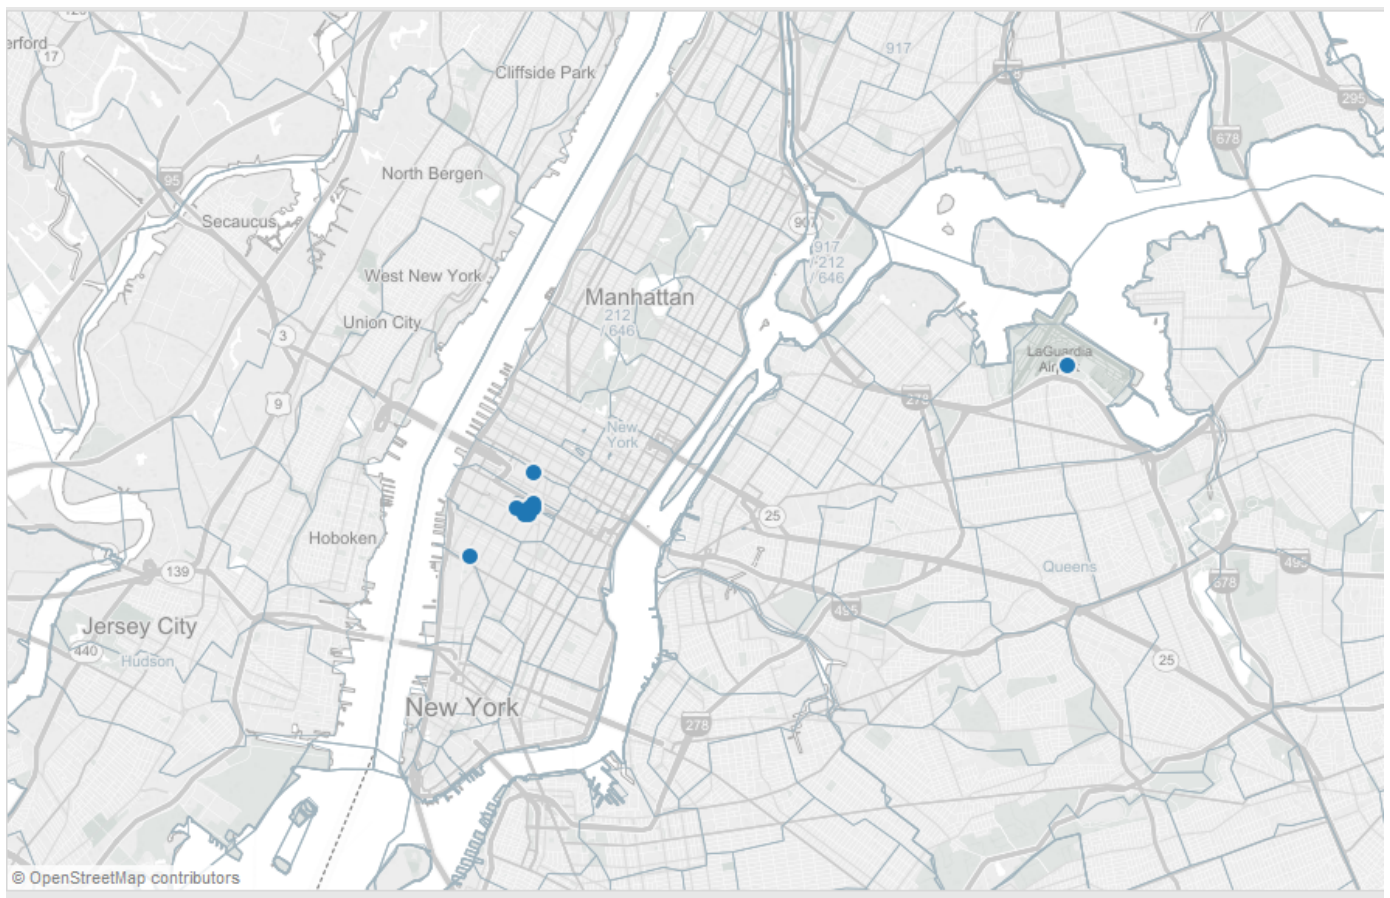 erford
17
Cliffside Park
917
295
678
North Bergen
95
Secaucus
907
917
/ 212
/ 646
West New York
Manhattan
212
/ 646
Union City
3
LaGuardia
9
278
New
York
25
Hoboken
139
Queens
495
678
495
Jersey City
440
Hudson
25
New York
278
© OpenStreetMap contributors